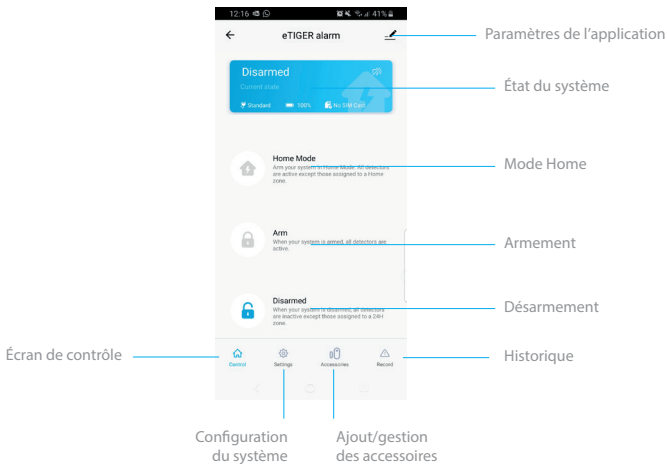 12:16 41%
eTIGER alarm
Paramètres de l'application
Disarmed
Current state
Standard 100% No SIM Card
État du système
Home Mode
Arm your system in Home Mode. All detectors
are active except those assigned to a Home
zone.
Mode Home
Arm
When your system is armed, all detectors are
active.
Armement
Disarmed
When your system is disarmed, all detectors
are inactive except those assigned to a 24H
zone.
Désarmement
Écran de contrôle
Control Settings Accessories Record
Historique
Configuration
du système
Ajout/gestion
des accessoires